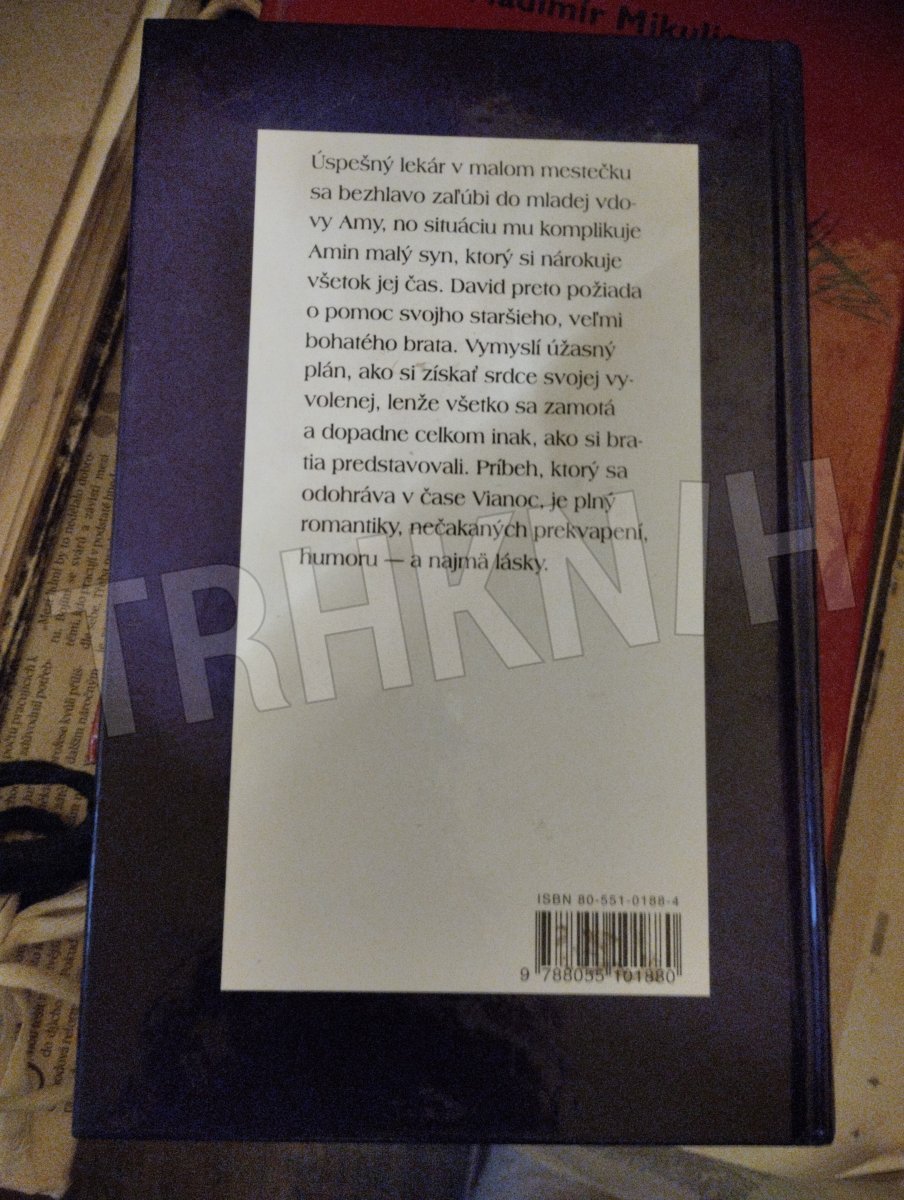 Vladimír Mikulin
Úspešný lekár v malom mestečku
sa bezhlavo zaľúbi do mladej vdo-
vy Amy, no situáciu mu komplikuje
Amin malý syn, ktorý si nárokuje
všetok jej čas. David preto požiada
o pomoc svojho staršieho, veľmi
bohatého brata. Vymyslí úžasný
plán, ako si získať srdce svojej vy-
volenej, lenže všetko sa zamotá
a dopadne celkom inak, ako si bra-
tia predstavovali. Príbeh, ktorý sa
odohráva v čase Vianoc, je plný
romantiky, nečakaných prekvapení,
humoru — a najmä lásky.
TRHKNIH
ISBN 80-551-0188-4
9 788055 101880